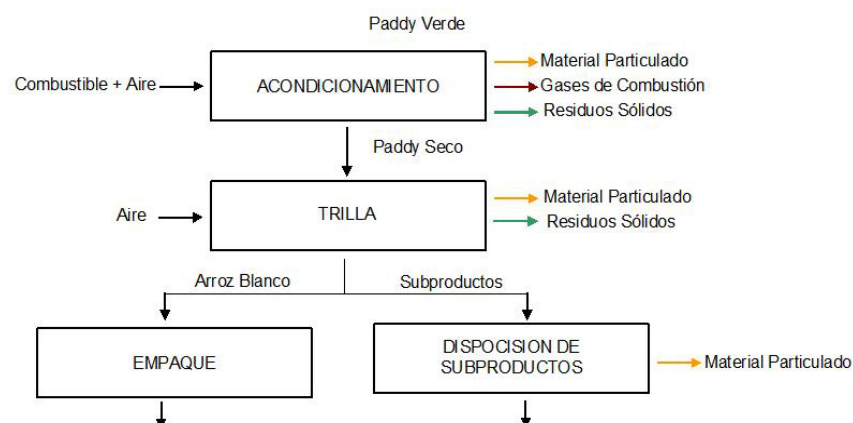 Paddy Verde
Combustible + Aire
ACONDICIONAMIENTO
Material Particulado
Gases de Combustión
Residuos Sólidos
Paddy Seco
Aire
TRILLA
Material Particulado
Residuos Sólidos
Arroz Blanco
Subproductos
EMPAQUE
DISPOCISION DE
SUBPRODUCTOS
Material Particulado